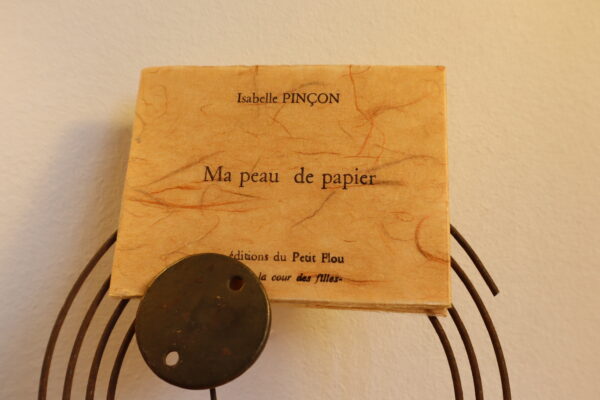 Isabelle PINÇON
Ma peau de papier
éditions du Petit Flou
la cour des filles-